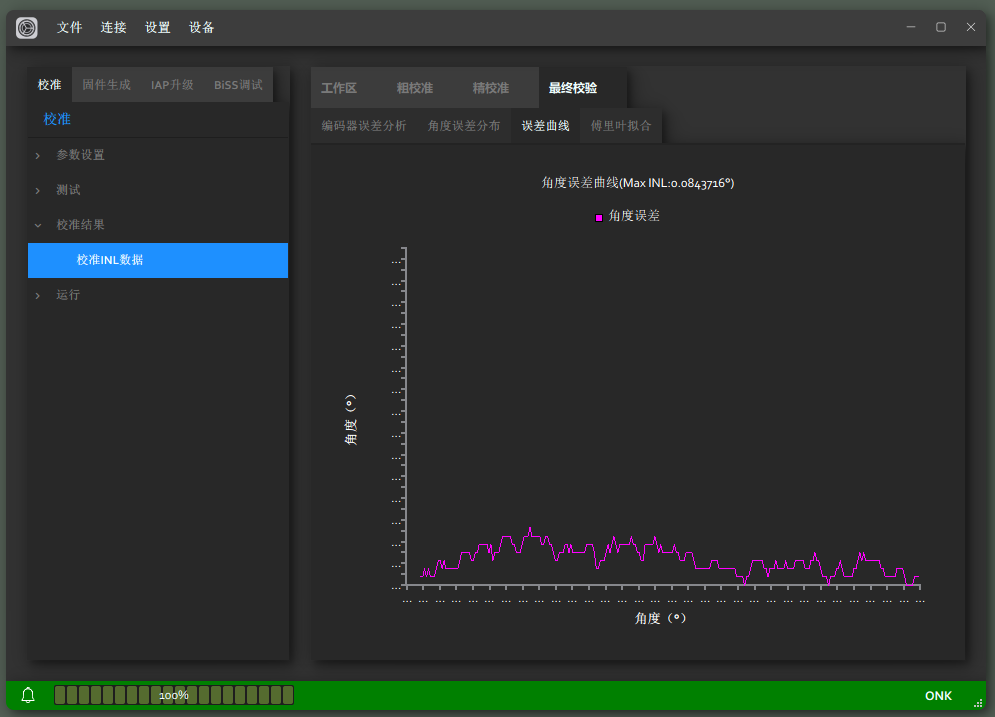 文件 连接 设置 设备
校准 固件生成 IAP升级 BiSS调试
校准
参数设置
测试
校准结果
校准INL数据
运行
工作区 粗校准 精校准 最终校验
编码器误差分析 角度误差分布 误差曲线 傅里叶拟合
角度误差曲线(Max INL:0.0843716°)
角度误差
角度（°）
角度（°）
100%
ONK